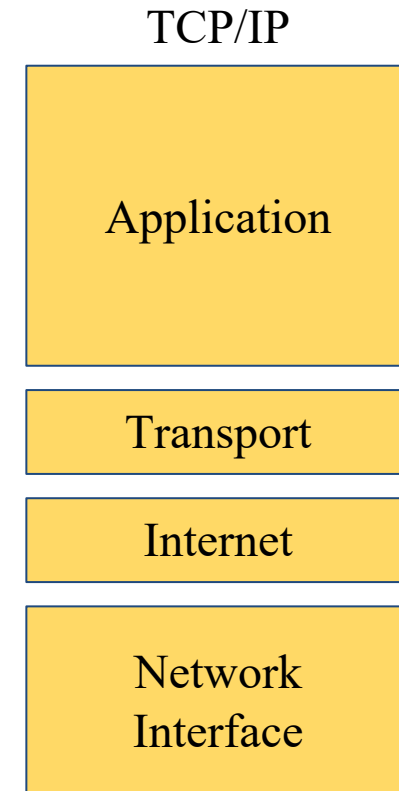 TCP/IP
Application
Transport
Internet
Network
Interface